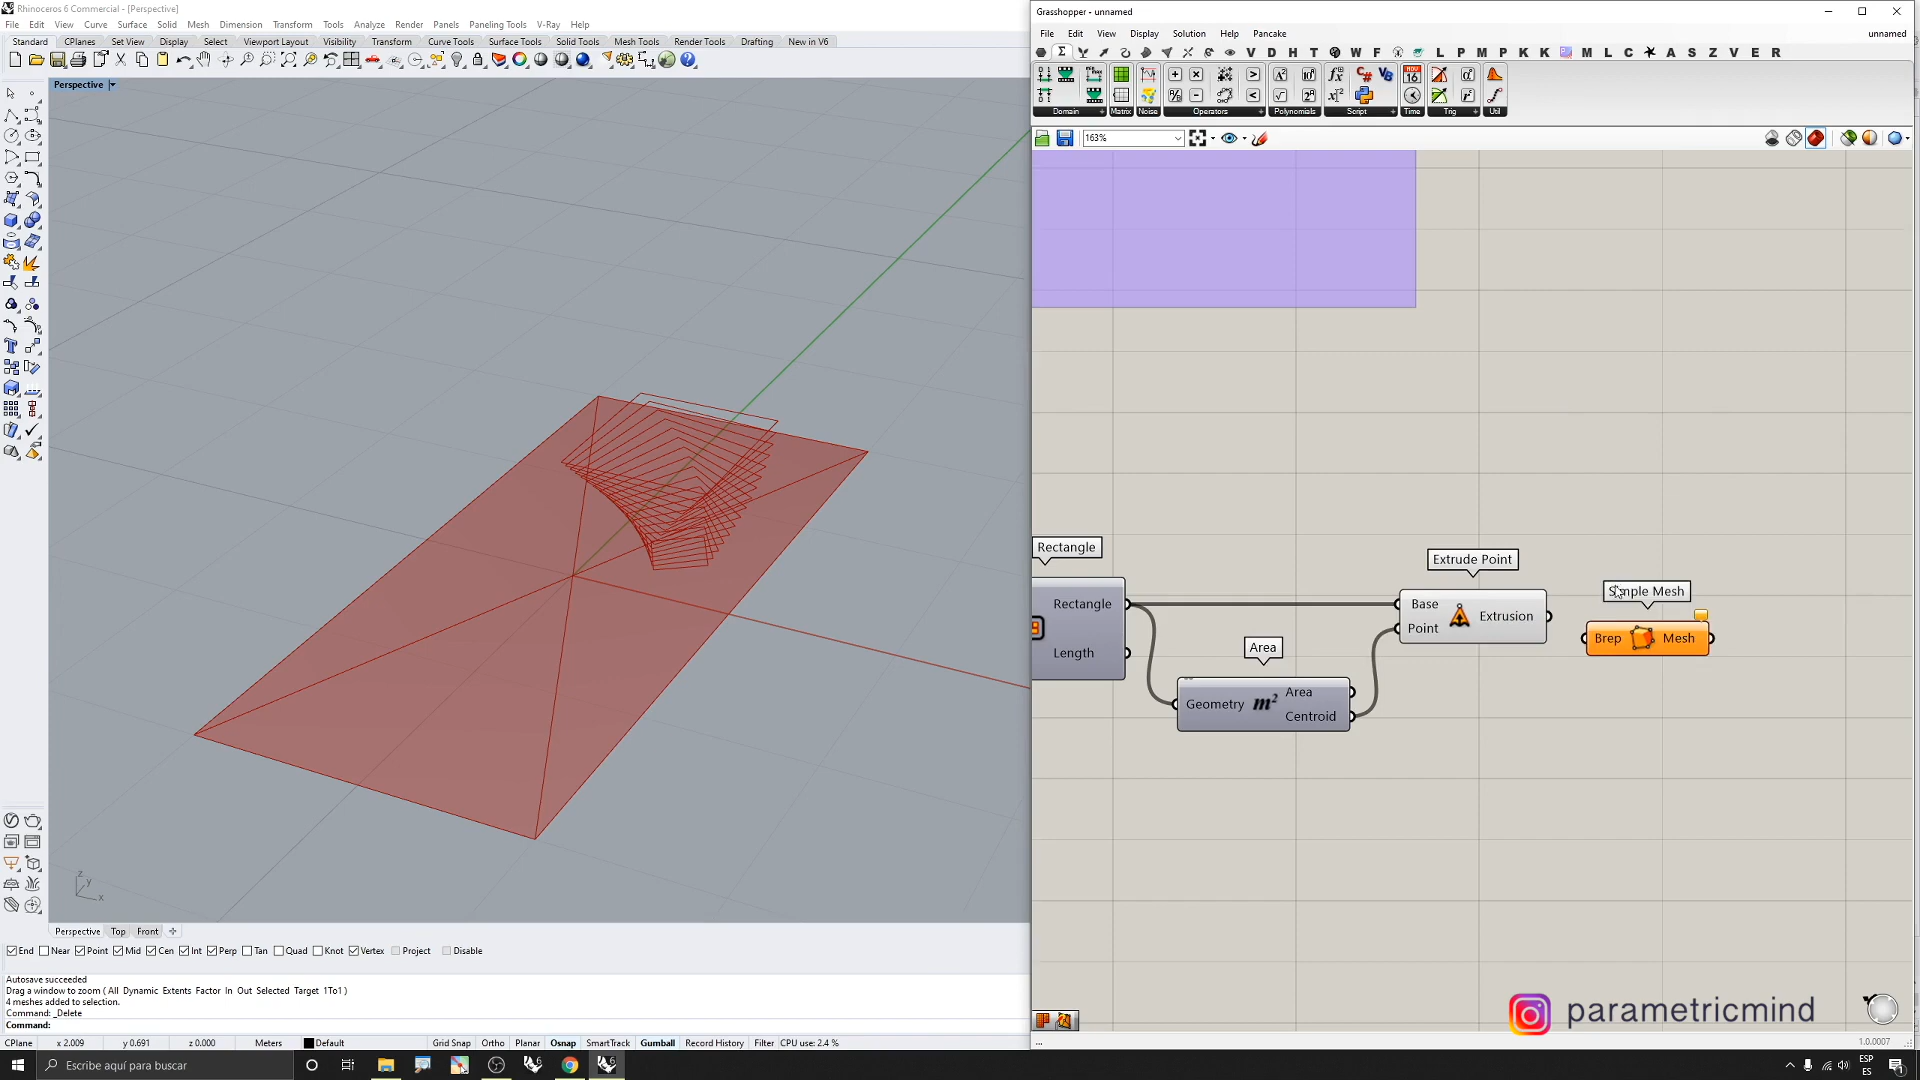 Rhinoceros 6 Commercial - [Perspective]
File Edit View Curve Surface Solid Mesh Dimension Transform Tools Analyze Render Panels Paneling Tools V-Ray Help
Standard CPlanes Set View Display Select Viewport Layout Visibility Transform Curve Tools Surface Tools Solid Tools Mesh Tools Render Tools Drafting New in V6
Perspective
Grasshopper - unnamed
File Edit View Display Solution Help Pancake
unnamed
V D H T W F L P M P K K M L C A S Z V E R
Domain Matrix Noise Operators Polynomials Script Time Trig Util
163%
Rectangle
Rectangle
Length
Area
Geometry m² Area
Centroid
Extrude Point
Base
Point
Extrusion
Simple Mesh
Brep Mesh
z
y
x
Perspective Top Front
End Near Point Mid Cen Int Perp Tan Quad Knot Vertex Project Disable
Autosave succeeded
Drag a window to zoom ( All Dynamic Extents Factor In Out Selected Target 1To1 )
4 meshes added to selection.
Command: _Delete
Command:
CPlane x 2.009 y 0.691 z 0.000 Meters Default Grid Snap Ortho Planar Osnap SmartTrack Gumball Record History Filter CPU use: 2.4 %
parametricmind
...
1.0.0007
Escribe aquí para buscar
ESP
ES